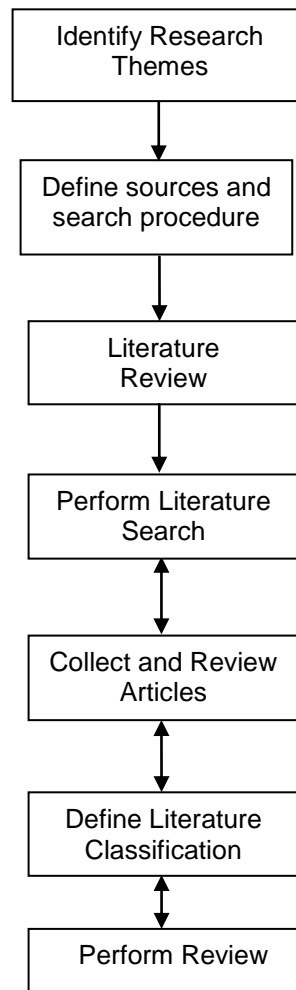 Identify Research
Themes
Define sources and
search procedure
Literature
Review
Perform Literature
Search
Collect and Review
Articles
Define Literature
Classification
Perform Review